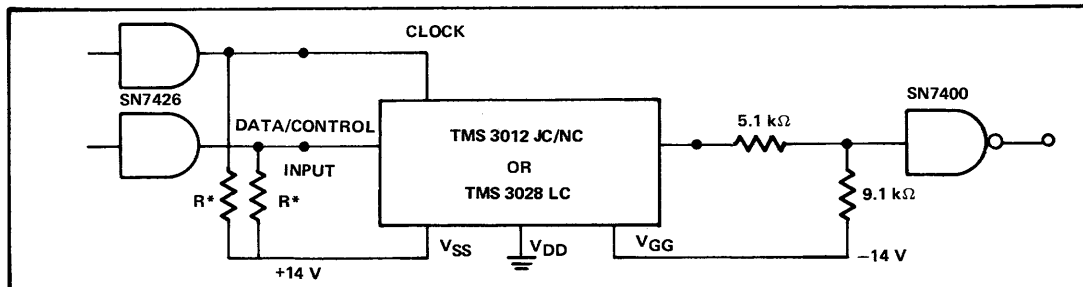 CLOCK
SN7426
SN7400
DATA/CONTROL
INPUT
TMS 3012 JC/NC
OR
TMS 3028 LC
5.1 kΩ
9.1 kΩ
R*
R*
VSS
VDD
VGG
+14 V
−14 V